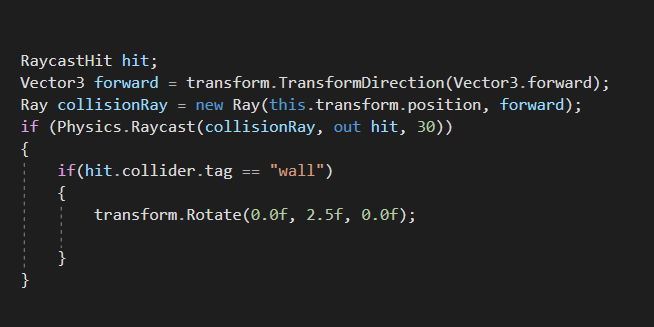 RaycastHit hit;
Vector3 forward = transform.TransformDirection(Vector3.forward);
Ray collisionRay = new Ray(this.transform.position, forward);
if (Physics.Raycast(collisionRay, out hit, 30))
{
if(hit.collider.tag == "wall")
{
transform.Rotate(0.0f, 2.5f, 0.0f);
}
}